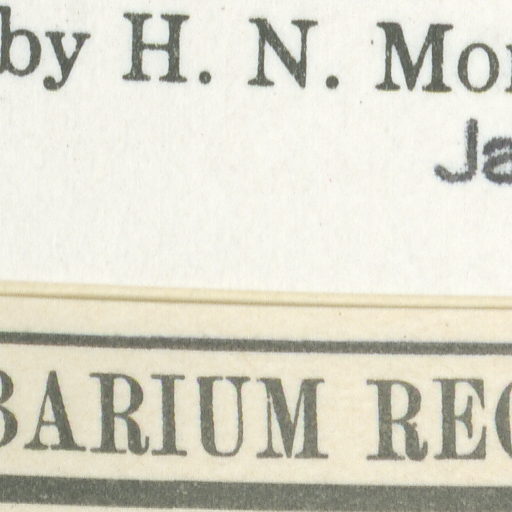 by H. N. Mo
Ja
BARIUM REC